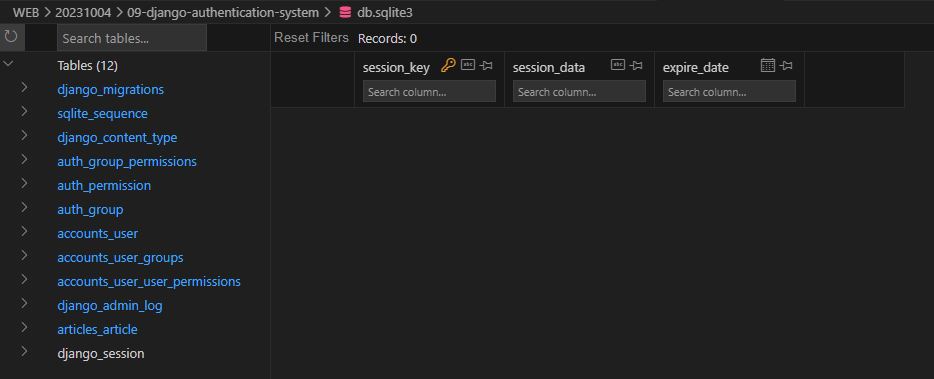 WEB > 20231004 > 09-django-authentication-system > db.sqlite3
Search tables... Reset Filters Records: 0
Tables (12) session_key session_data expire_date
Search column... Search column... Search column...
django_migrations
sqlite_sequence
django_content_type
auth_group_permissions
auth_permission
auth_group
accounts_user
accounts_user_groups
accounts_user_user_permissions
django_admin_log
articles_article
django_session